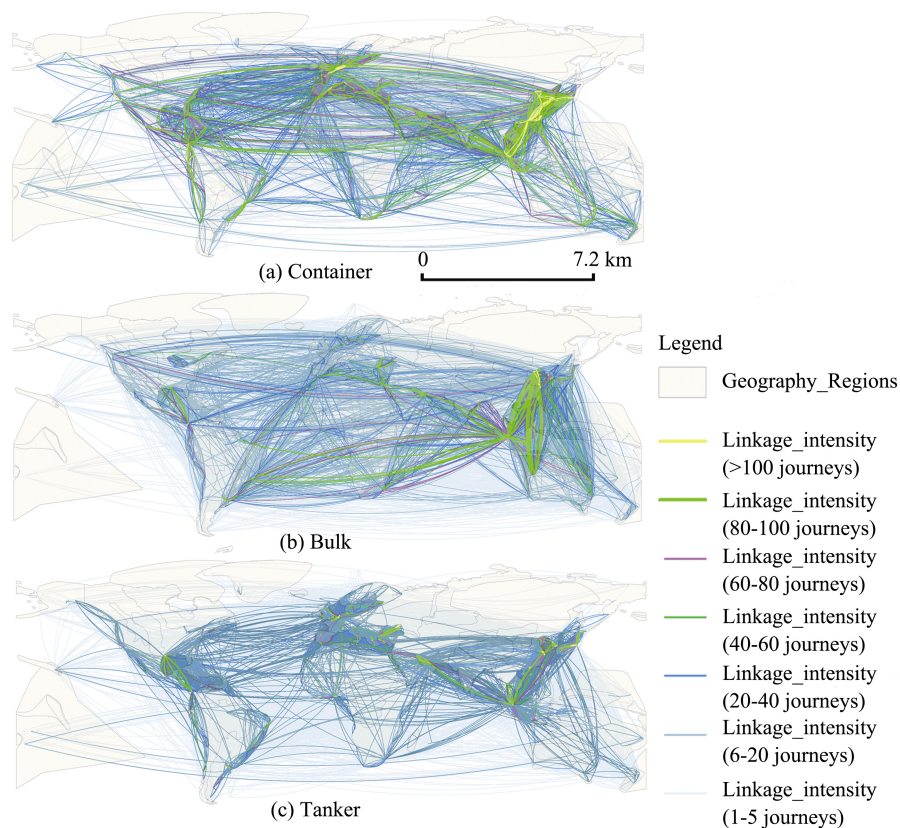 (a) Container
0 7.2 km
(b) Bulk
(c) Tanker
Legend
Geography_Regions
Linkage_intensity
(>100 journeys)
Linkage_intensity
(80-100 journeys)
Linkage_intensity
(60-80 journeys)
Linkage_intensity
(40-60 journeys)
Linkage_intensity
(20-40 journeys)
Linkage_intensity
(6-20 journeys)
Linkage_intensity
(1-5 journeys)